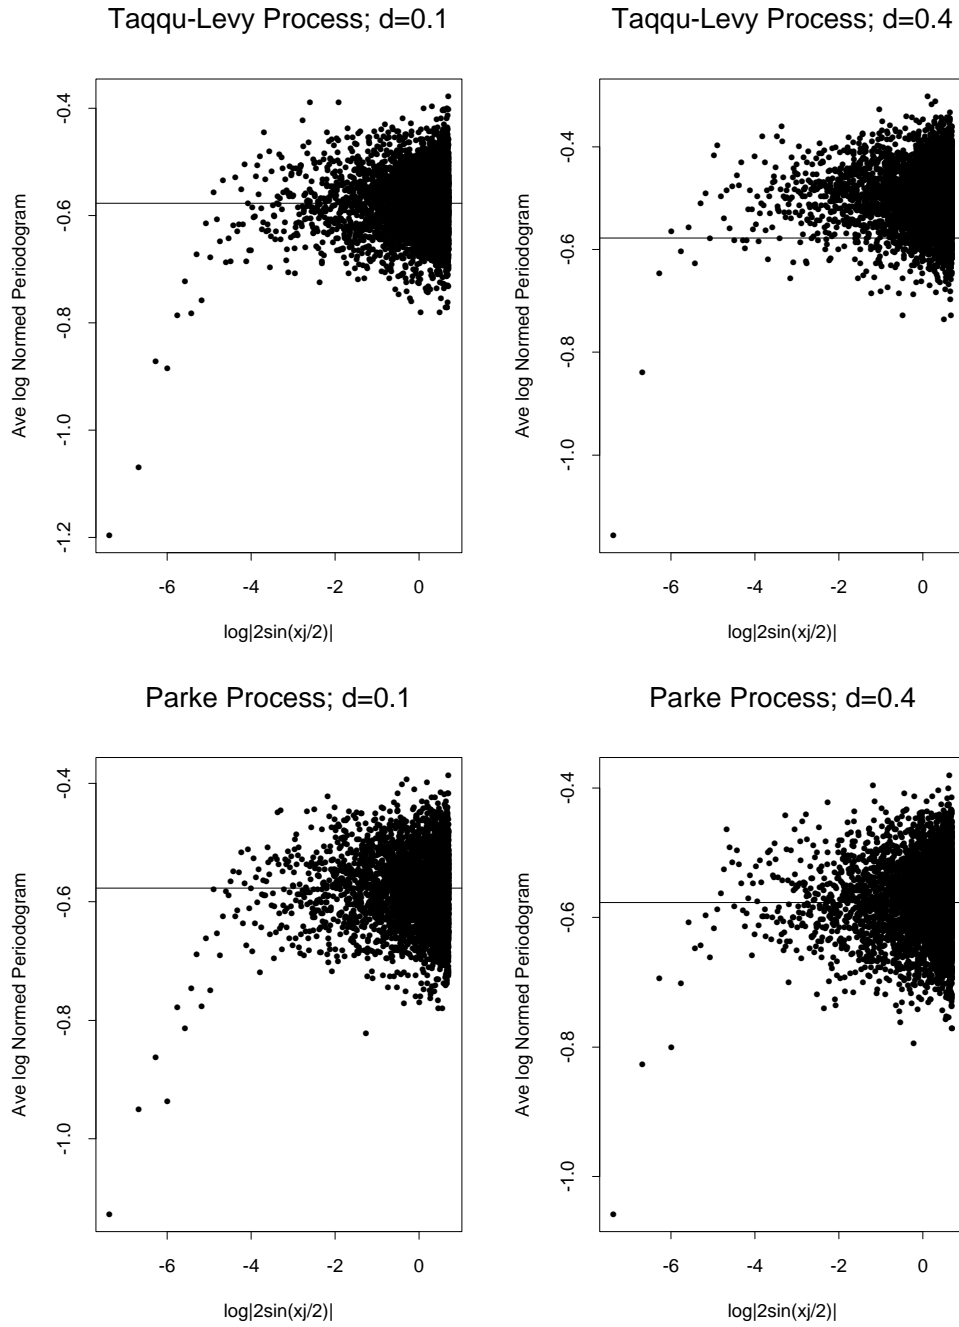 Taqqu-Levy Process; d=0.1
Ave log Normed Periodogram
-0.4
-0.6
-0.8
-1.0
-1.2
-6 -4 -2 0
log|2sin(xj/2)|
Taqqu-Levy Process; d=0.4
Ave log Normed Periodogram
-0.4
-0.6
-0.8
-1.0
-6 -4 -2 0
log|2sin(xj/2)|
Parke Process; d=0.1
Ave log Normed Periodogram
-0.4
-0.6
-0.8
-1.0
-6 -4 -2 0
log|2sin(xj/2)|
Parke Process; d=0.4
Ave log Normed Periodogram
-0.4
-0.6
-0.8
-1.0
-6 -4 -2 0
log|2sin(xj/2)|